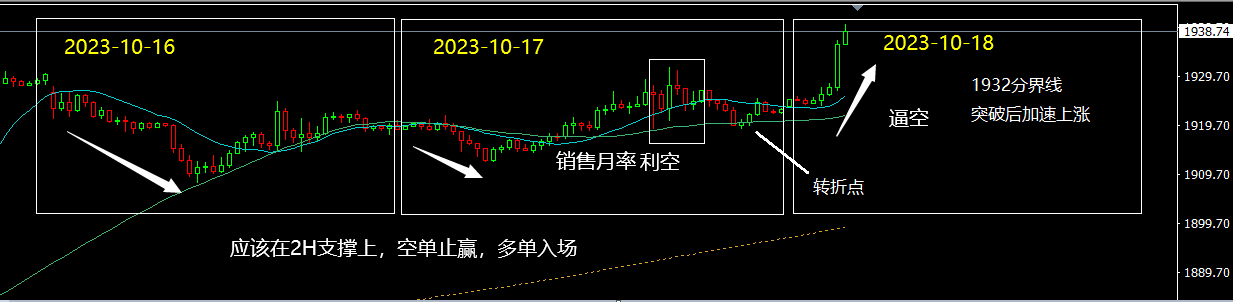 2023-10-16
2023-10-17
2023-10-18
1938.74
1932分界线
突破后加速上涨
1929.70
逼空
1919.70
销售月率 利空
转折点
1909.70
应该在2H支撑上，空单止赢，多单入场
1899.70
1889.70